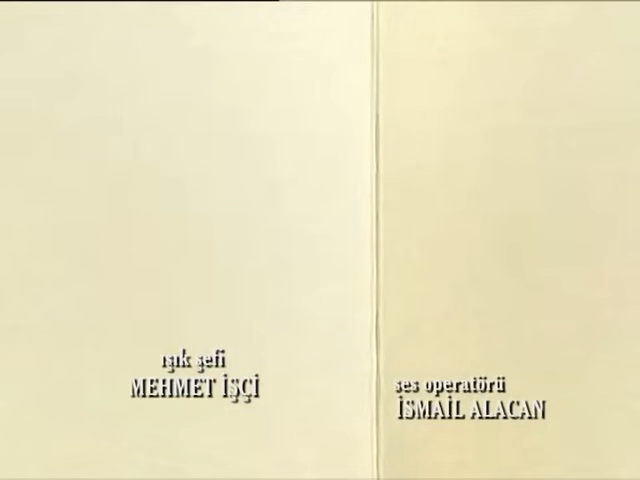 ışık şefi
MEHMET İŞÇİ
ses operatörü
İSMAİL ALACAN